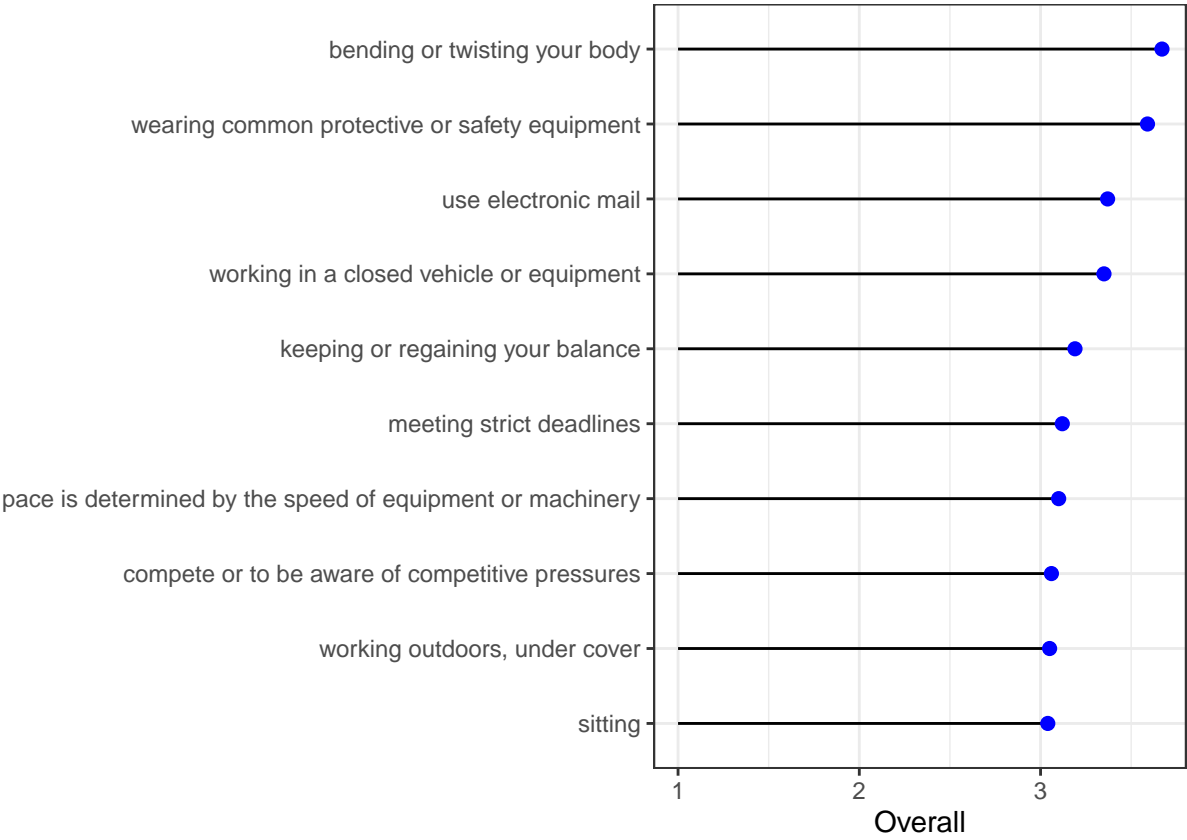 bending or twisting your body
wearing common protective or safety equipment
use electronic mail
working in a closed vehicle or equipment
keeping or regaining your balance
meeting strict deadlines
pace is determined by the speed of equipment or machinery
compete or to be aware of competitive pressures
working outdoors, under cover
sitting
1 2 3
Overall